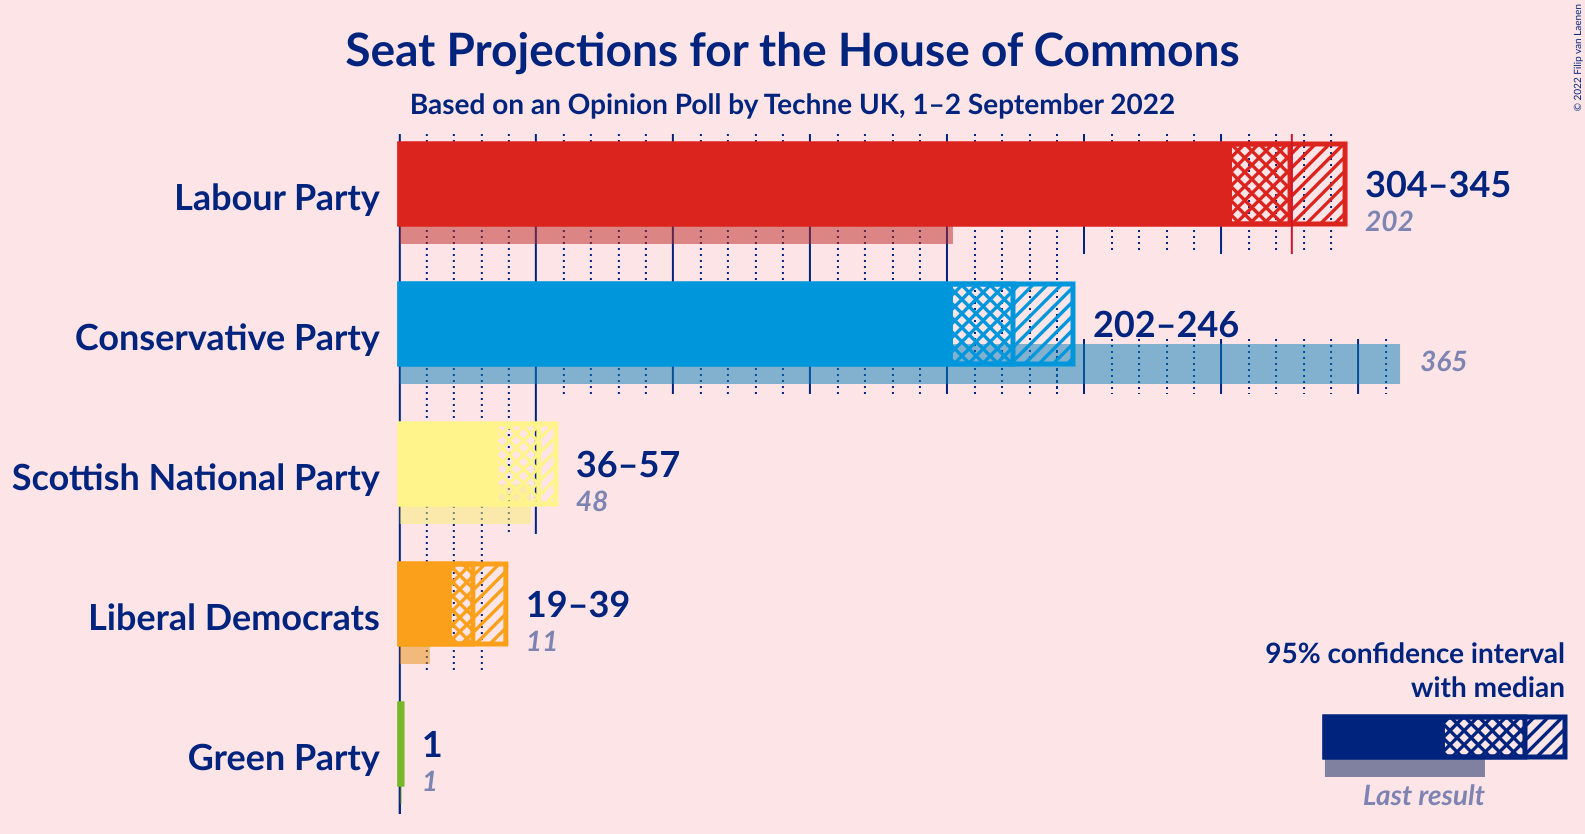 Seat Projections for the House of Commons
Based on an Opinion Poll by Techne UK, 1–2 September 2022
© 2022 Filip van Laenen
Labour Party
304–345
202
Conservative Party
202–246
365
Scottish National Party
36–57
48
Liberal Democrats
19–39
11
Green Party
1
1
95% confidence interval
with median
Last result